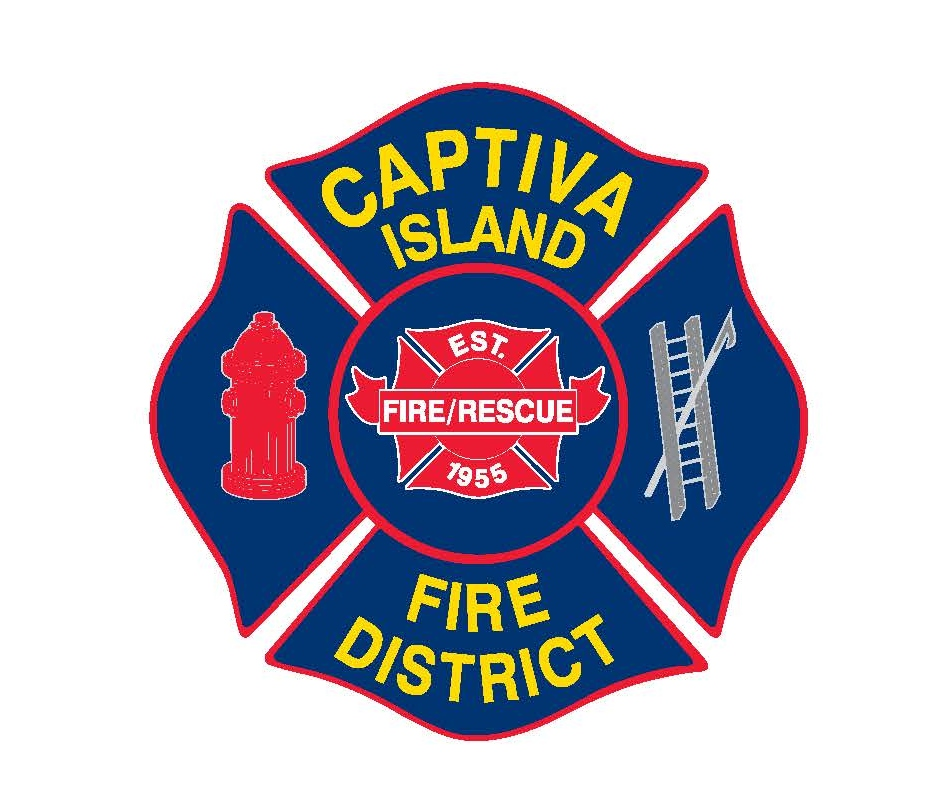 CAPTIVA
ISLAND
EST.
FIRE/RESCUE
1955
FIRE
DISTRICT